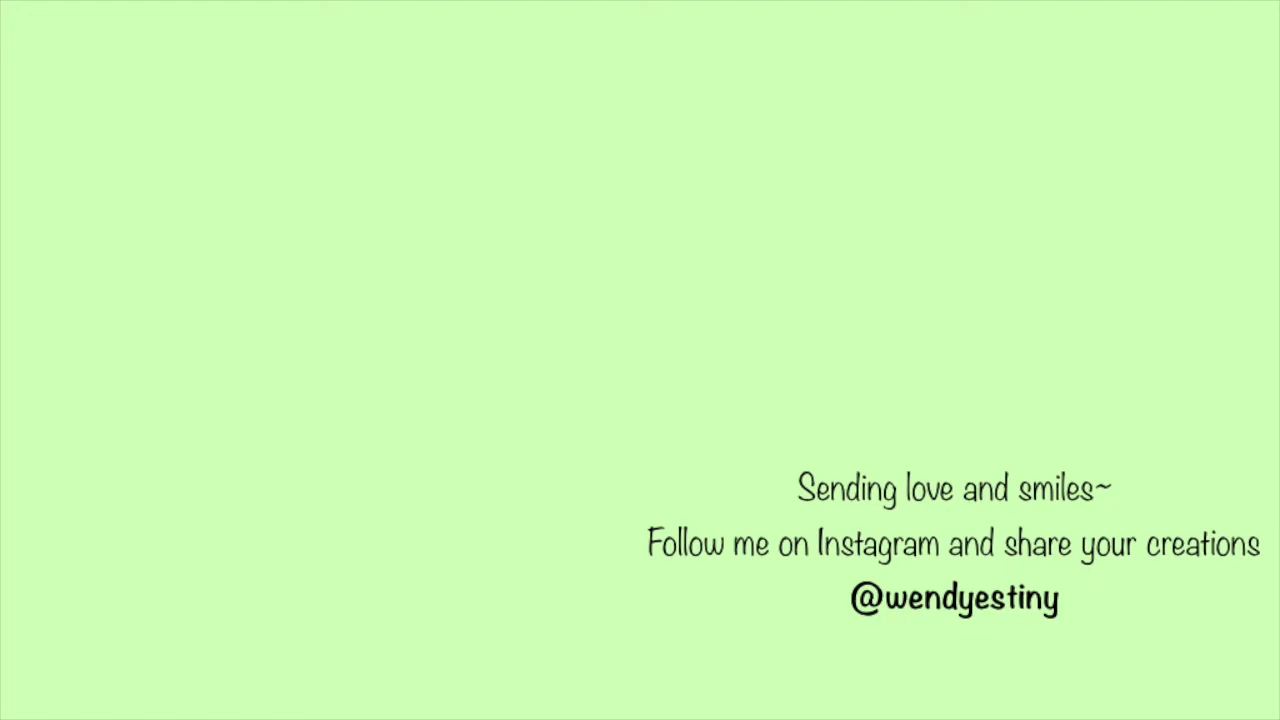 Sending love and smiles~
Follow me on Instagram and share your creations
@wendyestiny